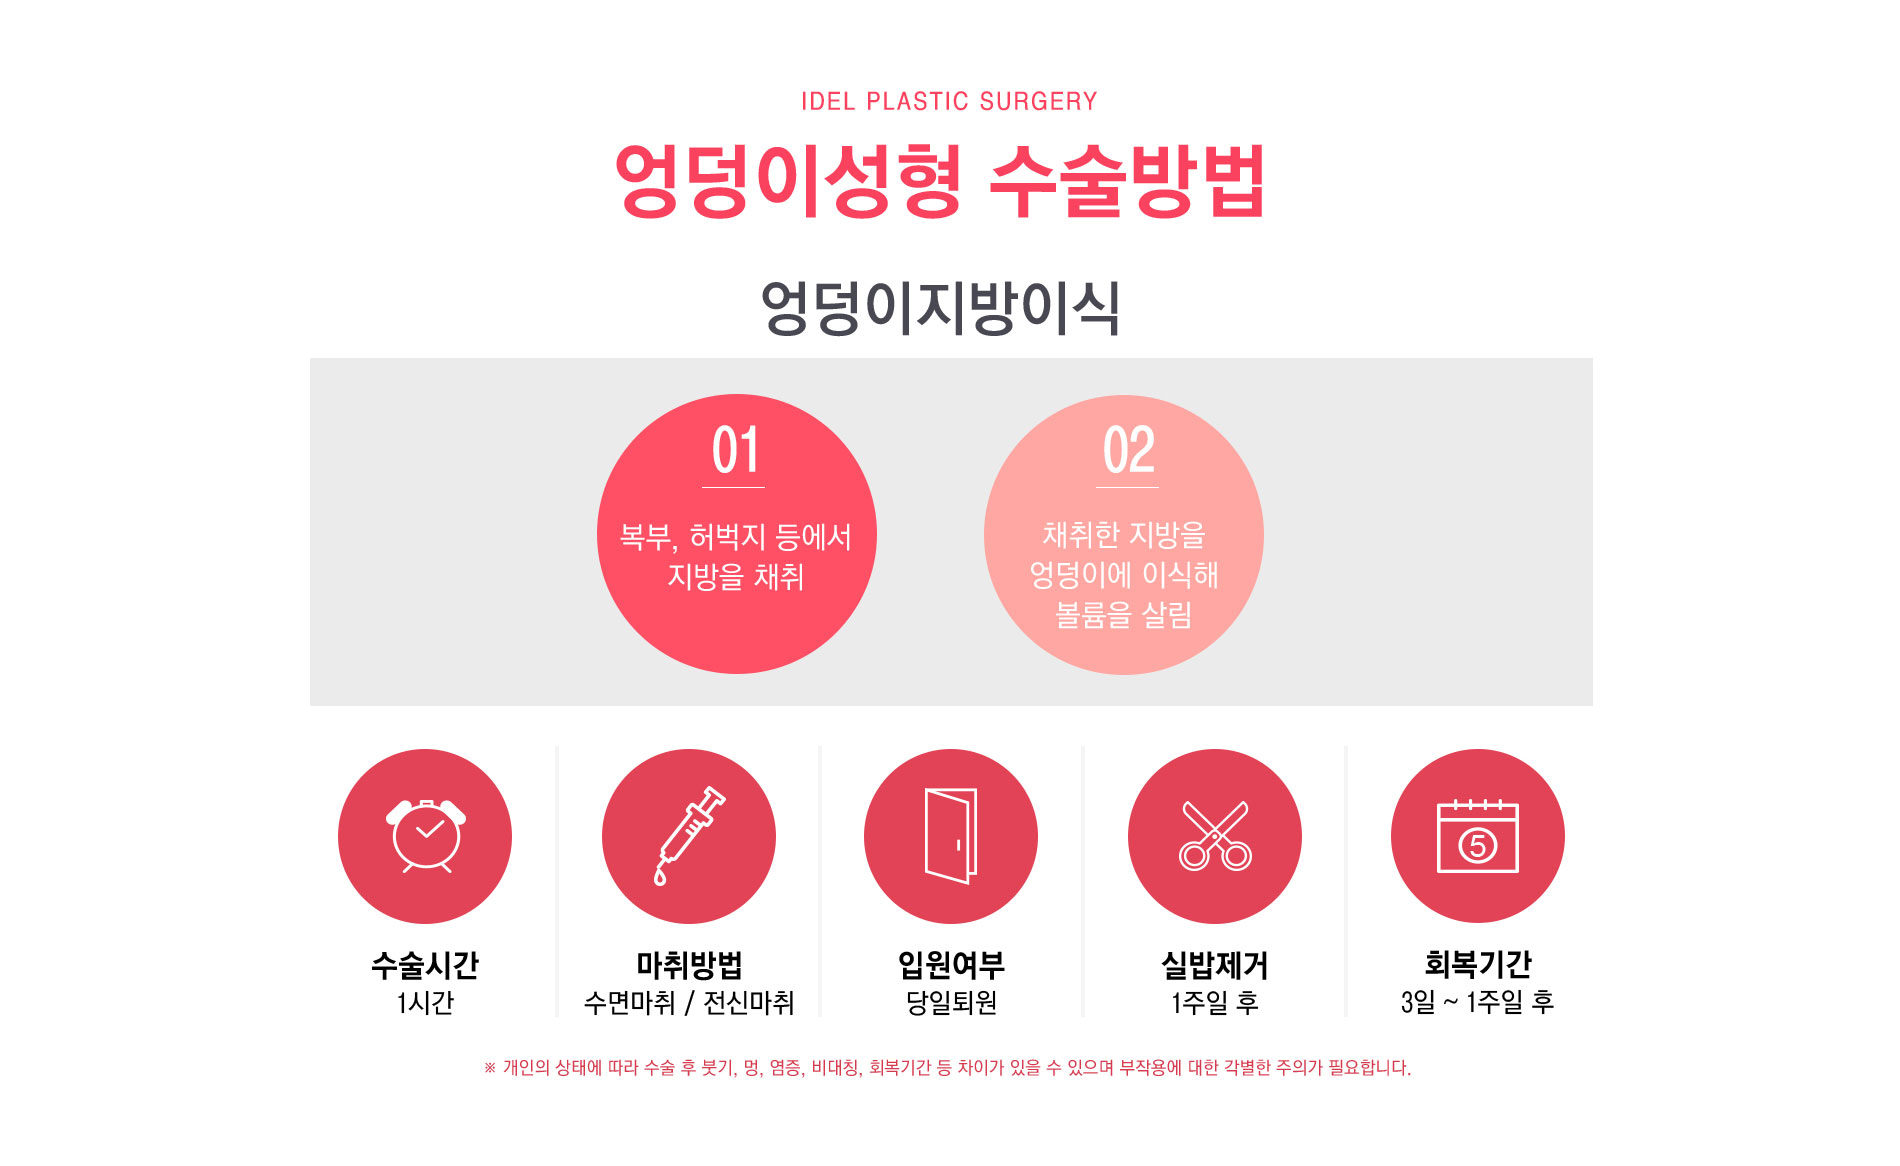 IDEL PLASTIC SURGERY
엉덩이성형 수술방법
엉덩이지방이식
01
복부, 허벅지 등에서
지방을 채취
02
채취한 지방을
엉덩이에 이식해
볼륨을 살림
5
수술시간
1시간
마취방법
수면마취 / 전신마취
입원여부
당일퇴원
실밥제거
1주일 후
회복기간
3일 ~ 1주일 후
※ 개인의 상태에 따라 수술 후 붓기, 멍, 염증, 비대칭, 회복기간 등 차이가 있을 수 있으며 부작용에 대한 각별한 주의가 필요합니다.